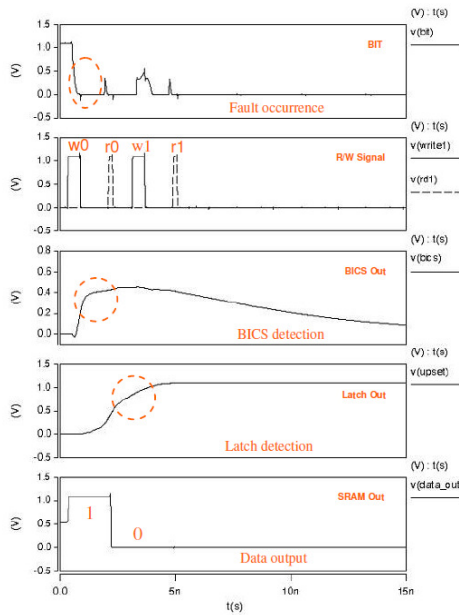 (V) : t(s)
v(bit)
(V)
1.5
1.0
0.5
0.0
-0.5
BIT
Fault occurrence
(V) : t(s)
v(write1)
v(rd1)
(V)
1.5
1.0
0.5
0.0
w0 r0 w1 r1
R/W Signal
(V) : t(s)
v(bics)
(V)
0.8
0.6
0.4
0.2
0.0
BICS Out
BICS detection
(V) : t(s)
v(upset)
(V)
1.5
1.0
0.5
0.0
-0.5
Latch Out
Latch detection
(V) : t(s)
v(data_out
(V)
1.5
1.0
0.5
0.0
-0.5
SRAM Out
1 0
Data output
0.0 5n 10n 15n
t(s)